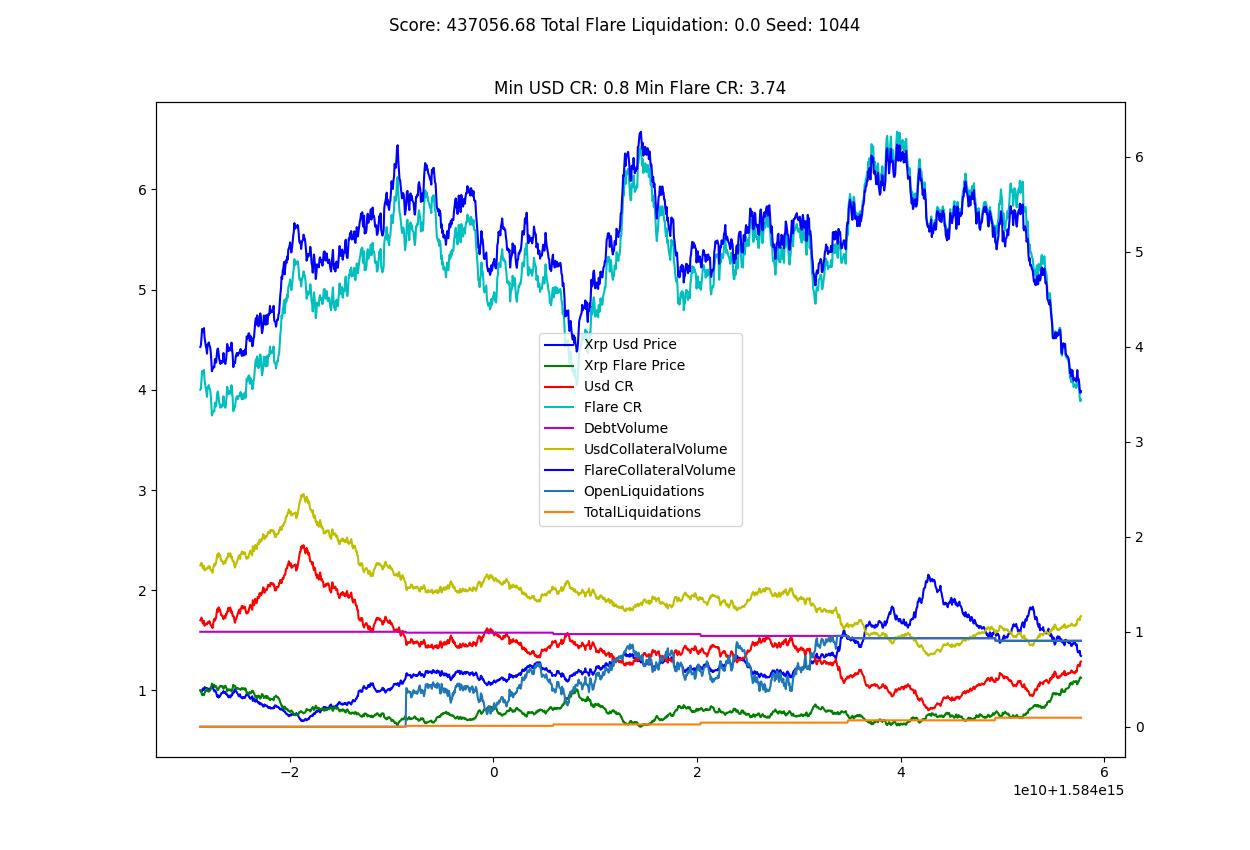 Score: 437056.68 Total Flare Liquidation: 0.0 Seed: 1044
Min USD CR: 0.8 Min Flare CR: 3.74
6
5
4
3
2
1
6
5
4
3
2
1
0
Xrp Usd Price
Xrp Flare Price
Usd CR
Flare CR
DebtVolume
UsdCollateralVolume
FlareCollateralVolume
OpenLiquidations
TotalLiquidations
−2 0 2 4 6
1e10+1.584e15